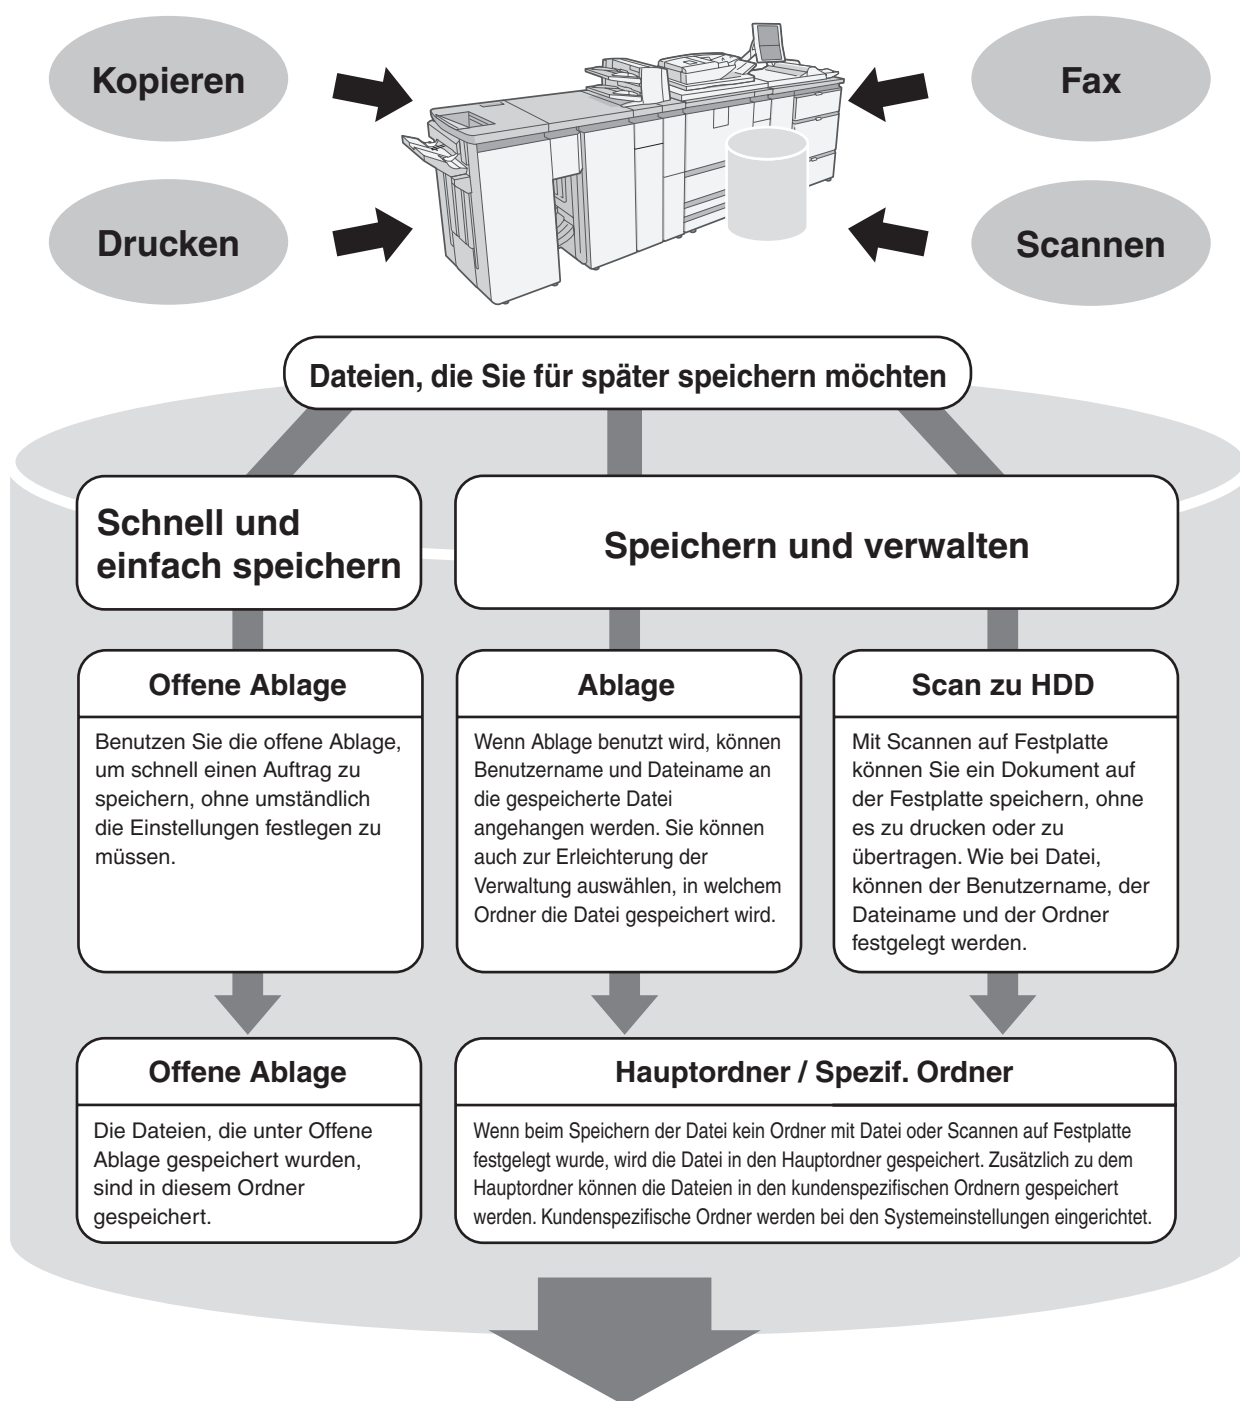 Kopieren
Fax
Drucken
Scannen
Dateien, die Sie für später speichern möchten
Schnell und
einfach speichern
Speichern und verwalten
Offene Ablage
Benutzen Sie die offene Ablage,
um schnell einen Auftrag zu
speichern, ohne umständlich
die Einstellungen festlegen zu
müssen.
Ablage
Wenn Ablage benutzt wird, können
Benutzername und Dateiname an
die gespeicherte Datei
angehangen werden. Sie können
auch zur Erleichterung der
Verwaltung auswählen, in welchem
Ordner die Datei gespeichert wird.
Scan zu HDD
Mit Scannen auf Festplatte
können Sie ein Dokument auf
der Festplatte speichern, ohne
es zu drucken oder zu
übertragen. Wie bei Datei,
können der Benutzername, der
Dateiname und der Ordner
festgelegt werden.
Offene Ablage
Die Dateien, die unter Offene
Ablage gespeichert wurden,
sind in diesem Ordner
gespeichert.
Hauptordner / Spezif. Ordner
Wenn beim Speichern der Datei kein Ordner mit Datei oder Scannen auf Festplatte
festgelegt wurde, wird die Datei in den Hauptordner gespeichert. Zusätzlich zu dem
Hauptordner können die Dateien in den kundenspezifischen Ordnern gespeichert
werden. Kundenspezifische Ordner werden bei den Systemeinstellungen eingerichtet.